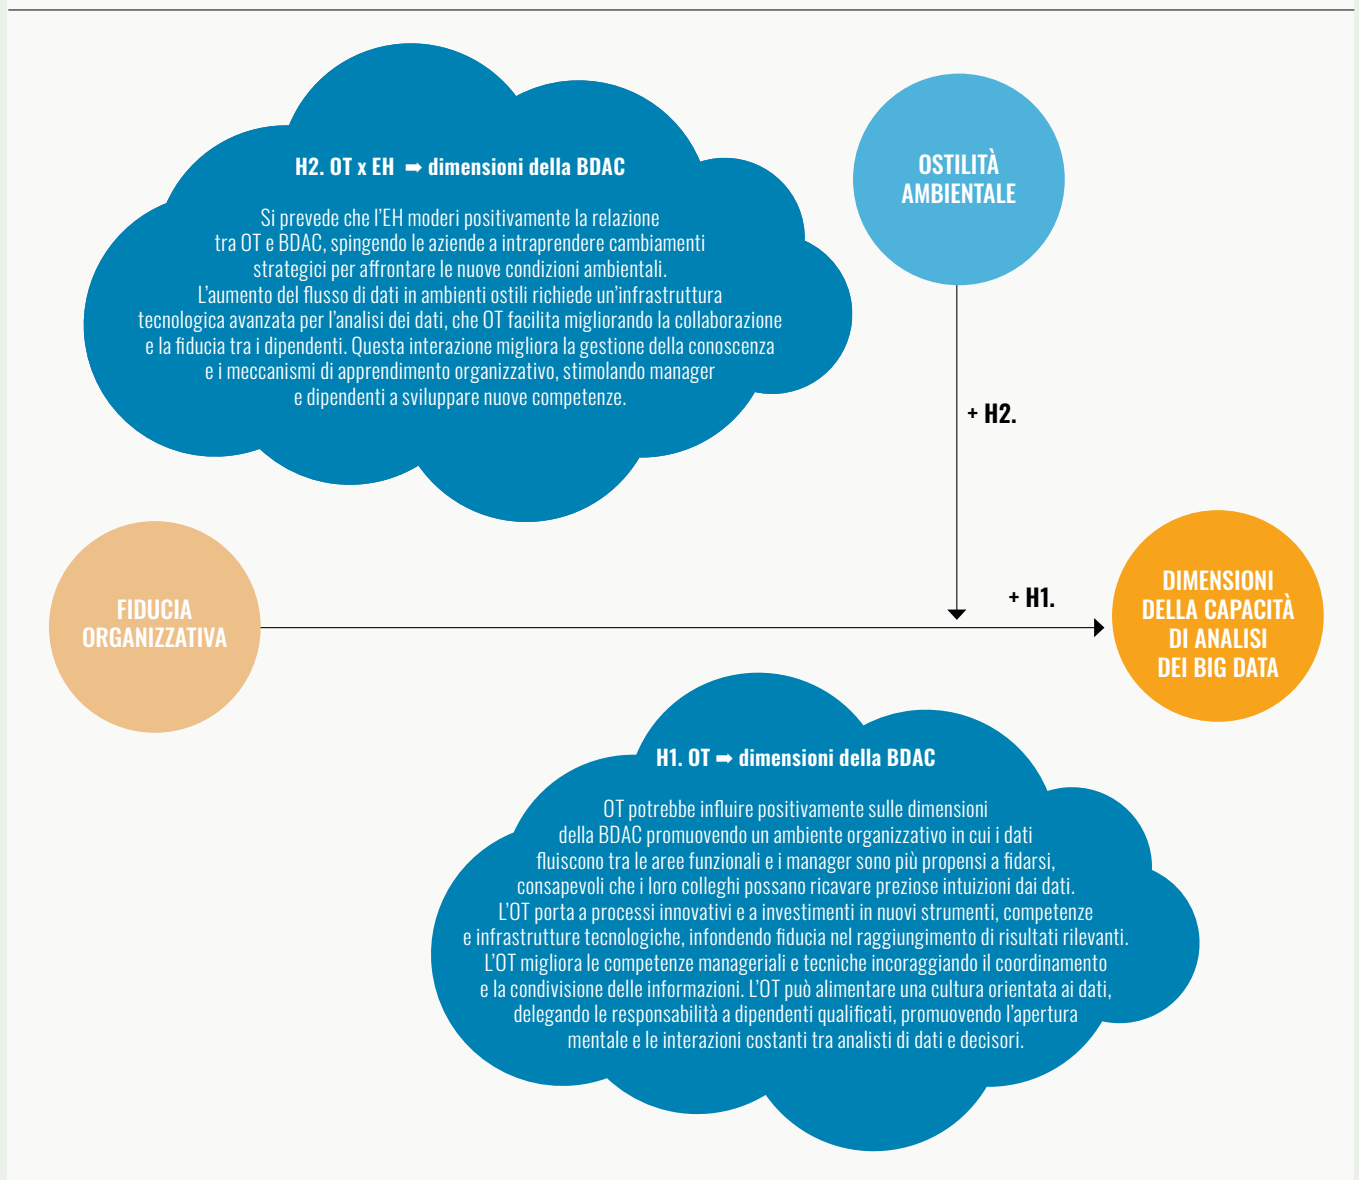 H2. OT x EH ➡ dimensioni della BDAC
Si prevede che l'EH moderi positivamente la relazione
tra OT e BDAC, spingendo le aziende a intraprendere cambiamenti
strategici per affrontare le nuove condizioni ambientali.
L'aumento del flusso di dati in ambienti ostili richiede un'infrastruttura
tecnologica avanzata per l'analisi dei dati, che OT facilita migliorando la collaborazione
e la fiducia tra i dipendenti. Questa interazione migliora la gestione della conoscenza
e i meccanismi di apprendimento organizzativo, stimolando manager
e dipendenti a sviluppare nuove competenze.
OSTILITÀ
AMBIENTALE
+ H2.
+ H1.
FIDUCIA
ORGANIZZATIVA
DIMENSIONI
DELLA CAPACITÀ
DI ANALISI
DEI BIG DATA
H1. OT ➡ dimensioni della BDAC
OT potrebbe influire positivamente sulle dimensioni
della BDAC promuovendo un ambiente organizzativo in cui i dati
fluiscono tra le aree funzionali e i manager sono più propensi a fidarsi,
consapevoli che i loro colleghi possano ricavare preziose intuizioni dai dati.
L'OT porta a processi innovativi e a investimenti in nuovi strumenti, competenze
e infrastrutture tecnologiche, infondendo fiducia nel raggiungimento di risultati rilevanti.
L'OT migliora le competenze manageriali e tecniche incoraggiando il coordinamento
e la condivisione delle informazioni. L'OT può alimentare una cultura orientata ai dati,
delegando le responsabilità a dipendenti qualificati, promuovendo l'apertura
mentale e le interazioni costanti tra analisti di dati e decisori.